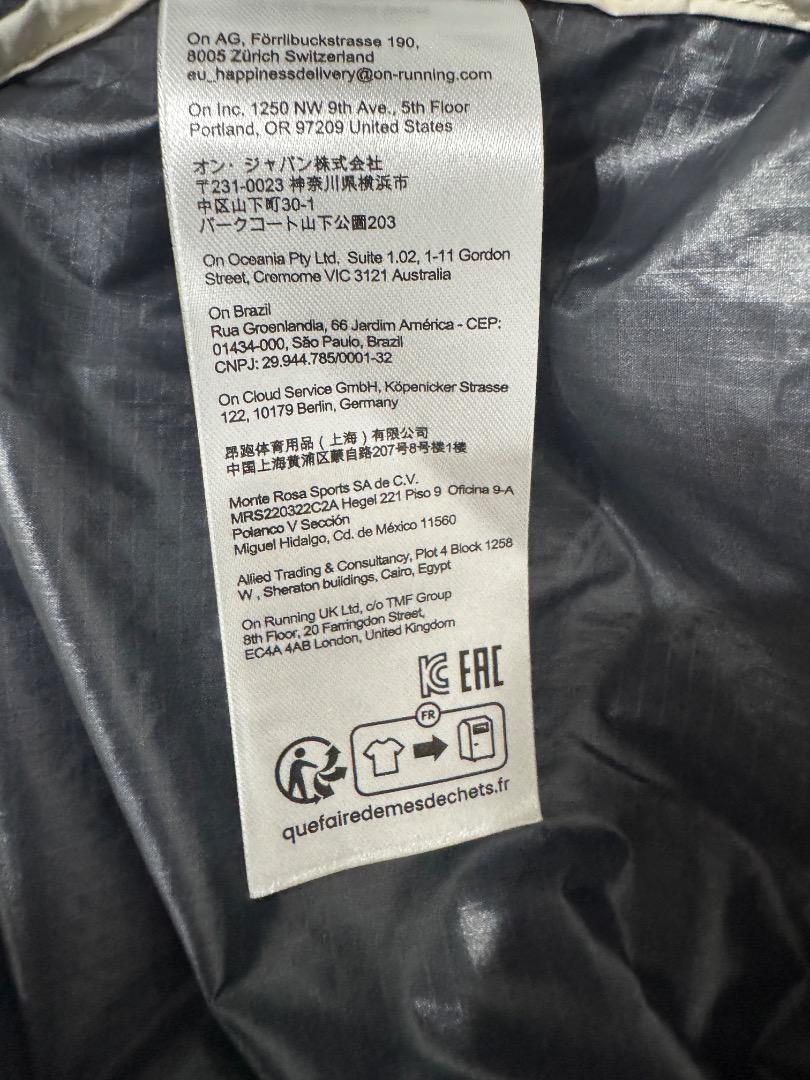 On AG, Förrlibuckstrasse 190,
8005 Zürich Switzerland
eu_happinessdelivery@on-running.com
On Inc. 1250 NW 9th Ave., 5th Floor
Portland, OR 97209 United States
オン・ジャパン株式会社
〒231-0023 神奈川県横浜市
中区山下町30-1
パークコート山下公園203
On Oceania Pty Ltd, Suite 1.02, 1-11 Gordon
Street, Cremorne VIC 3121 Australia
On Brazil
Rua Groenlandia, 66 Jardim América - CEP:
01434-000, São Paulo, Brazil
CNPJ: 29.944.785/0001-32
On Cloud Service GmbH, Köpenicker Strasse
122, 10179 Berlin, Germany
昂跑体育用品（上海）有限公司
中国上海黄浦区蒙自路207号8号楼1楼
Monte Rosa Sports SA de C.V.
MRS220322C2A Hegel 221 Piso 9 Oficina 9-A
Polanco V Sección
Miguel Hidalgo, Cd. de México 11560
Allied Trading & Consultancy, Plot 4 Block 1258
W, Sheraton buildings, Cairo, Egypt
On Running UK Ltd, c/o TMF Group
8th Floor, 20 Farringdon Street,
EC4A 4AB London, United Kingdom
KC EAC
FR
quefairedemesdechets.fr